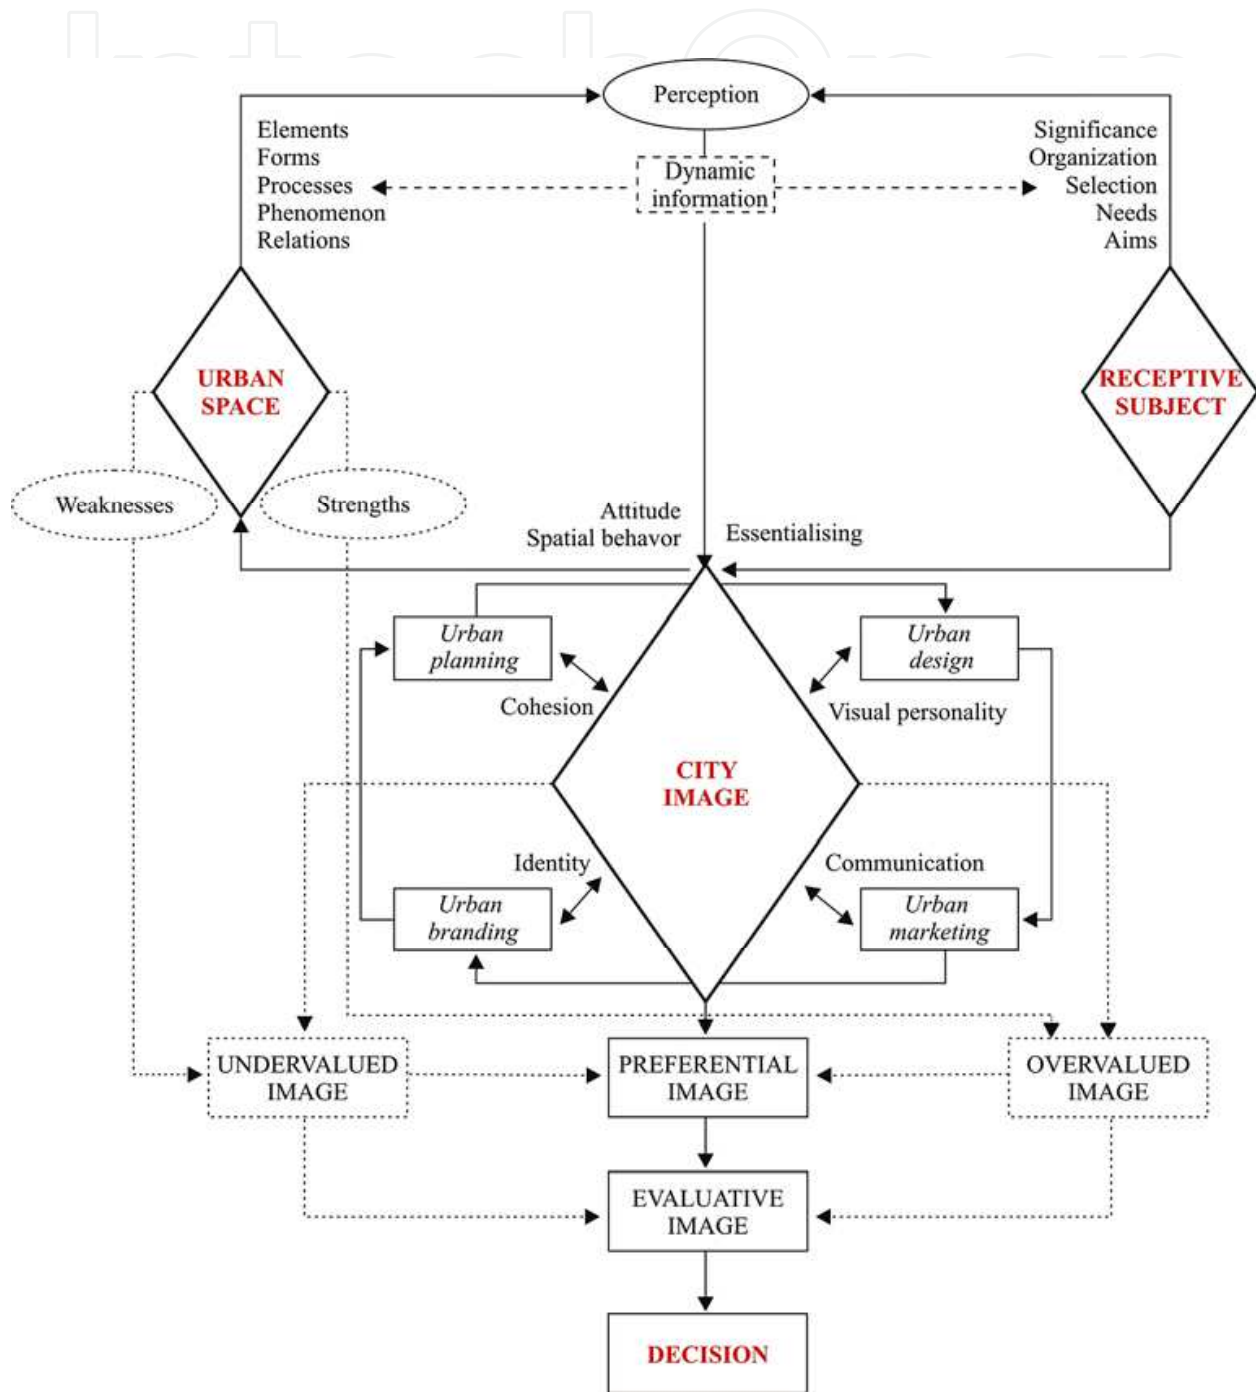 Perception
Elements
Forms
Processes
Phenomenon
Relations
Dynamic
information
Significance
Organization
Selection
Needs
Aims
URBAN
SPACE
RECEPTIVE
SUBJECT
Weaknesses
Strengths
Attitude
Spatial behavor
Essentialising
Urban
planning
Urban
design
Cohesion
Visual personality
CITY
IMAGE
Identity
Communication
Urban
branding
Urban
marketing
UNDERVALUED
IMAGE
PREFERENTIAL
IMAGE
OVERVALUED
IMAGE
EVALUATIVE
IMAGE
DECISION